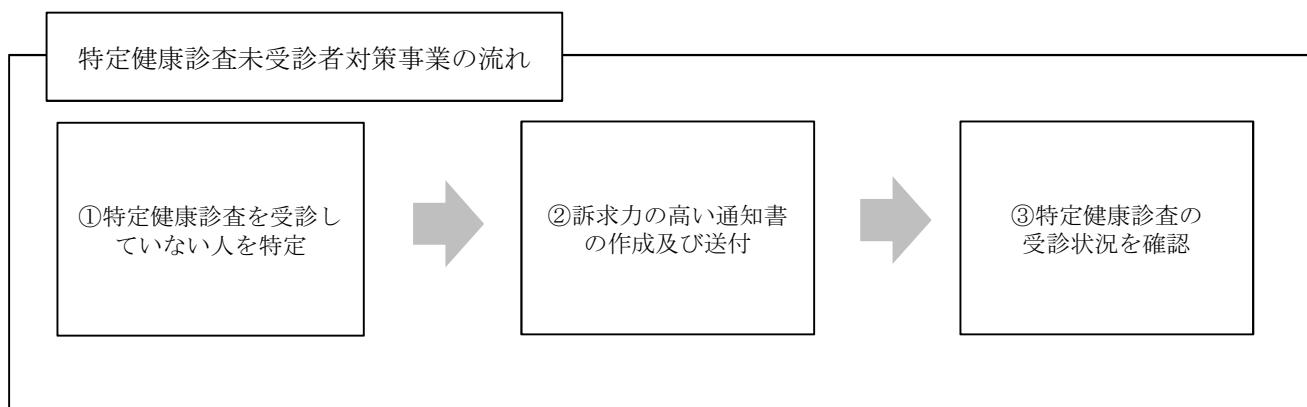 特定健康診査未受診者対策事業の流れ
①特定健康診査を受診し
ていない人を特定
②訴求力の高い通知書
の作成及び送付
③特定健康診査の
受診状況を確認